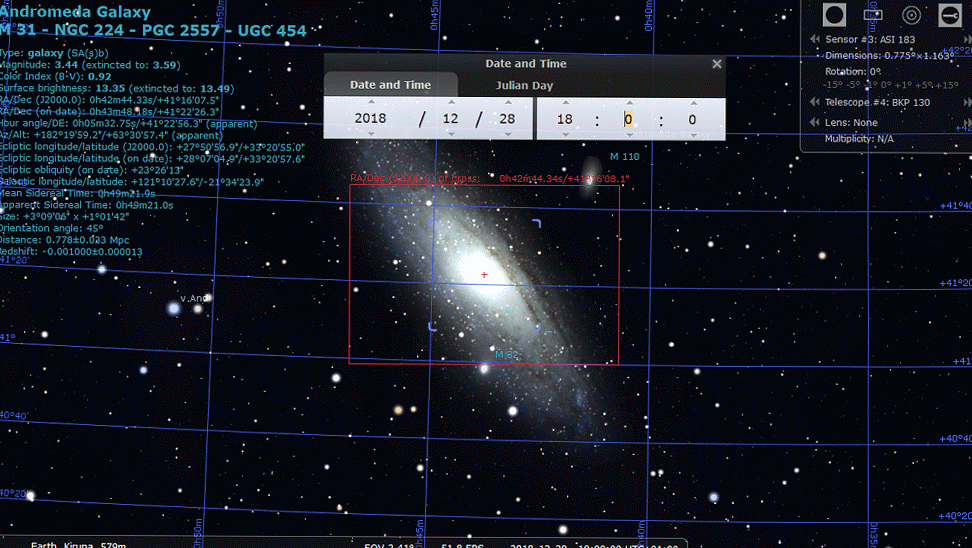 Andromeda Galaxy
M 31 - NGC 224 - PGC 2557 - UGC 454
Type: galaxy (SA(s)b)
Magnitude: 3.44 (extincted to: 3.59)
Color Index (B-V): 0.92
Surface brightness: 13.35 (extincted to: 13.49)
RA/Dec (J2000.0): 0h42m44.33s/+41°16'07.5"
RA/Dec (on date): 0h43m48.18s/+41°22'26.3"
Hour angle/DE: 0h05m32.75s/+41°22'56.3" (apparent)
Az/Alt: +182°19'59.2"/+63°30'57.4" (apparent)
Ecliptic longitude/latitude (J2000.0): +27°50'56.9"/+33°20'55.0"
Ecliptic longitude/latitude (on date): +28°07'04.9"/+33°20'57.6"
Ecliptic obliquity (on date): +23°26'13"
Galactic longitude/latitude: +121°10'27.6"/-21°34'23.9"
Mean Sidereal Time: 0h49m21.9s
Apparent Sidereal Time: 0h49m21.0s
Size: +3°09'06" x +1°01'42"
Orientation angle: 45°
Distance: 0.778±0.033 Mpc
Redshift: -0.001000±0.000013
Date and Time
Date and Time
Julian Day
2018 / 12 / 28 18 : 0 : 0
Sensor #3: ASI 183
Dimensions: 0.775°×1.163°
Rotation: 0°
-15° -5° -1° 0° +1° +5° +15°
Telescope #4: BKP 130
Lens: None
Multiplicity: N/A
M 110
RA/Dec (J2000.0) of cross: 0h42m44.34s/+41°16'08.1"
M 32
ν And
0h50m
0h45m
0h40m
+41°40'
+41°20'
+41°
+40°40'
+40°20'
41°20'
41°
40°40'
40°20'
0h50m
0h45m
0h40m
0h35m
Earth, Kiruna, 579m
FOV 2.41°
51.8 FPS